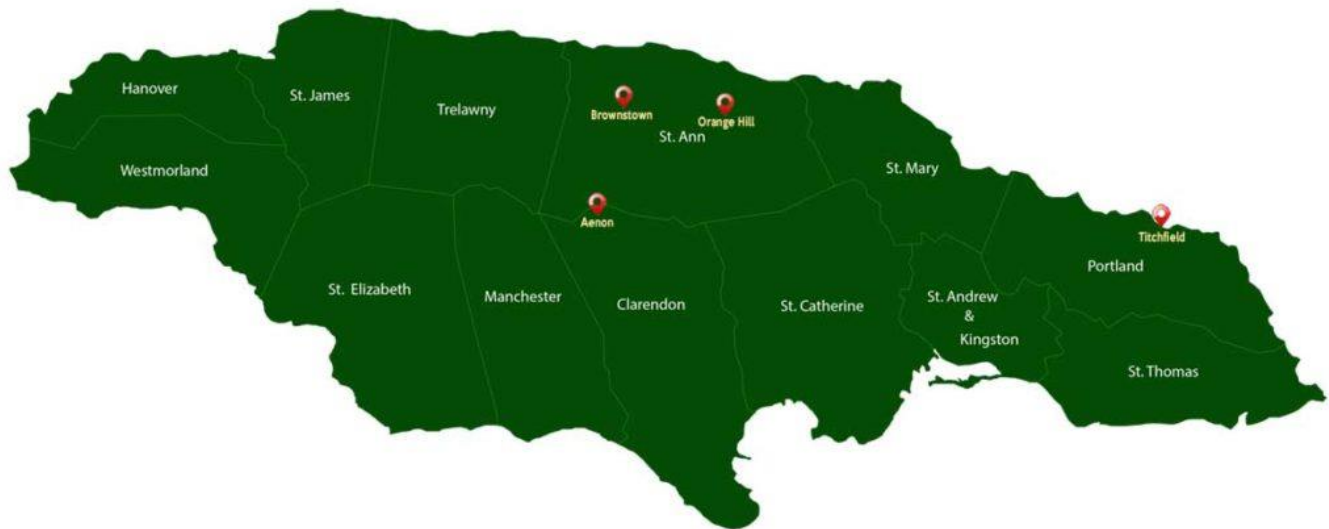 Hanover
St. James
Trelawny
Brownstown
Orange Hill
St. Ann
Westmorland
St. Mary
Aenon
Titchfield
Portland
St. Elizabeth
Manchester
Clarendon
St. Catherine
St. Andrew
&
Kingston
St. Thomas